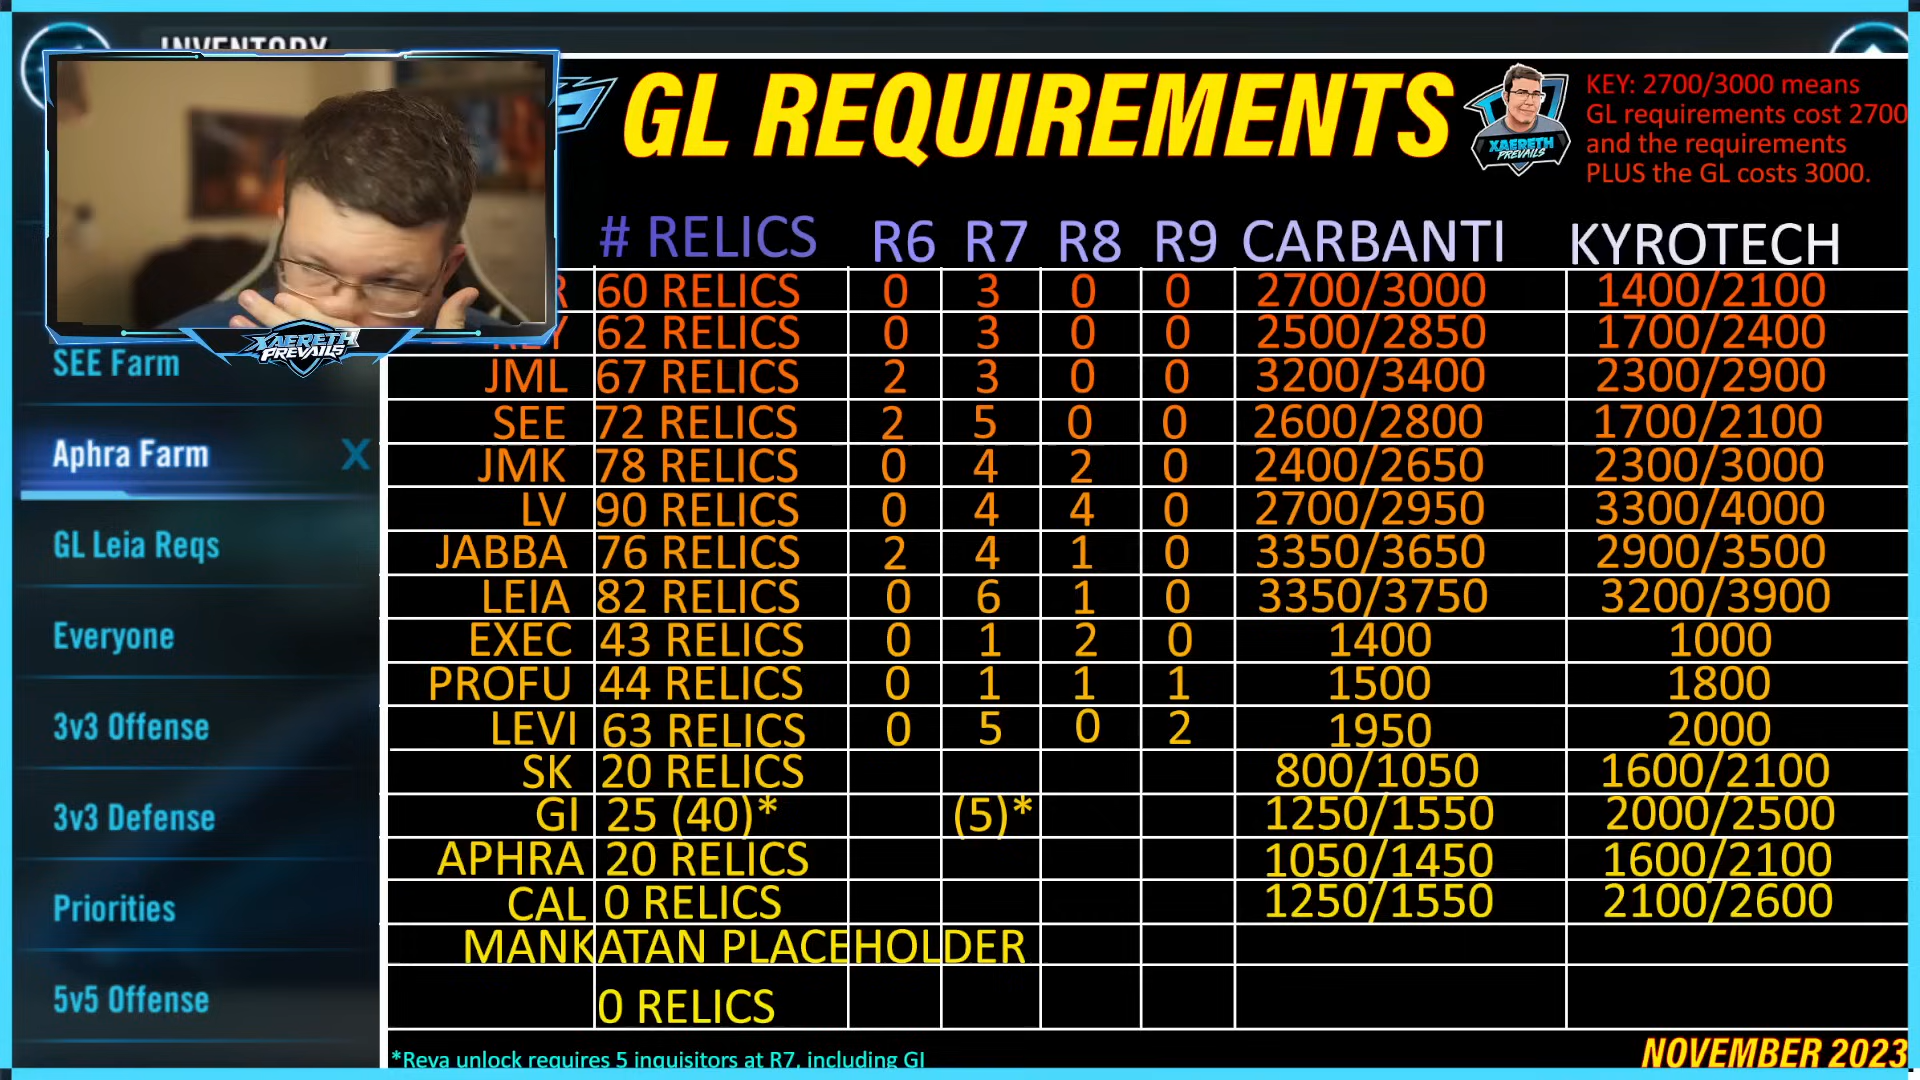 INVENTORY
GL REQUIREMENTS
XAERETH
PREVAILS
KEY: 2700/3000 means
GL requirements cost 2700
and the requirements
PLUS the GL costs 3000.
# RELICS R6 R7 R8 R9 CARBANTI KYROTECH
R 60 RELICS 0 3 0 0 2700/3000 1400/2100
62 RELICS 0 3 0 0 2500/2850 1700/2400
JML 67 RELICS 2 3 0 0 3200/3400 2300/2900
SEE 72 RELICS 2 5 0 0 2600/2800 1700/2100
JMK 78 RELICS 0 4 2 0 2400/2650 2300/3000
LV 90 RELICS 0 4 4 0 2700/2950 3300/4000
JABBA 76 RELICS 2 4 1 0 3350/3650 2900/3500
LEIA 82 RELICS 0 6 1 0 3350/3750 3200/3900
EXEC 43 RELICS 0 1 2 0 1400 1000
PROFU 44 RELICS 0 1 1 1 1500 1800
LEVI 63 RELICS 0 5 0 2 1950 2000
SK 20 RELICS 800/1050 1600/2100
GI 25 (40)* (5)* 1250/1550 2000/2500
APHRA 20 RELICS 1050/1450 1600/2100
CAL 0 RELICS 1250/1550 2100/2600
MANKATAN PLACEHOLDER
0 RELICS
*Reva unlock requires 5 inquisitors at R7, including GI
NOVEMBER 2023
XAERETH
PREVAILS
SEE Farm
Aphra Farm X
GL Leia Reqs
Everyone
3v3 Offense
3v3 Defense
Priorities
5v5 Offense